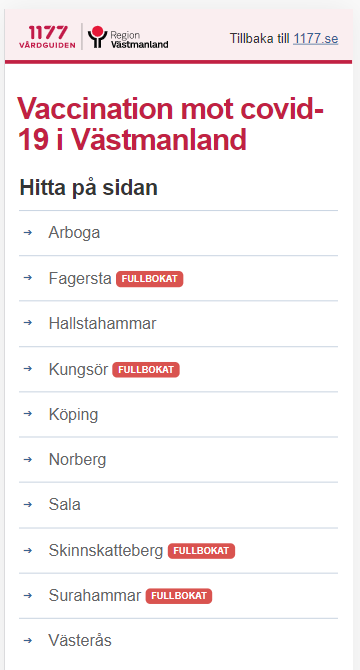 1177
VÅRDGUIDEN
Region
Västmanland
Tillbaka till 1177.se
Vaccination mot covid-
19 i Västmanland
Hitta på sidan
Arboga
Fagersta FULLBOKAT
Hallstahammar
Kungsör FULLBOKAT
Köping
Norberg
Sala
Skinnskatteberg FULLBOKAT
Surahammar FULLBOKAT
Västerås